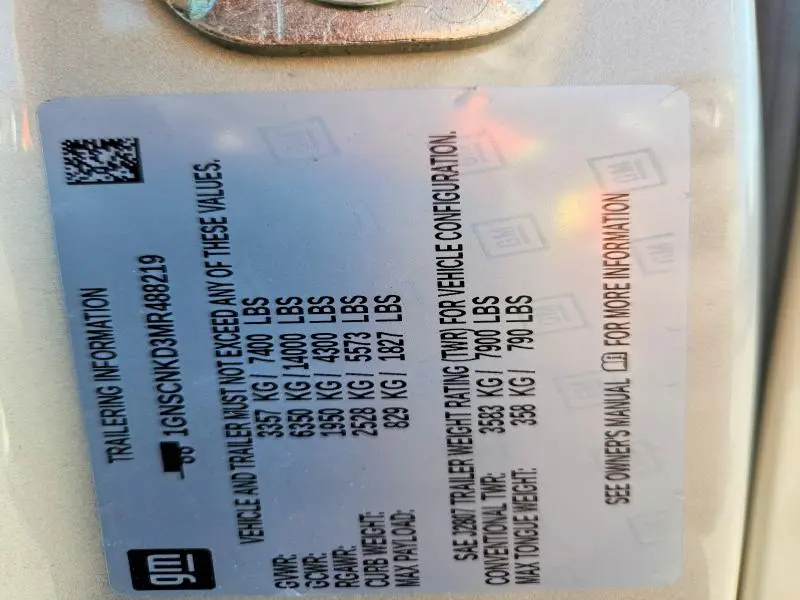 TRAILERING INFORMATION
1GNSCNKD3MR488219
VEHICLE AND TRAILER MUST NOT EXCEED ANY OF THESE VALUES.
GVWR: 3357 KG / 7400 LBS
GCWR: 6350 KG / 14000 LBS
RGAWR: 1950 KG / 4300 LBS
CURB WEIGHT: 2528 KG / 5573 LBS
MAX PAYLOAD: 829 KG / 1827 LBS
SAE J2807 TRAILER WEIGHT RATING (TWR) FOR VEHICLE CONFIGURATION.
CONVENTIONAL TWR: 3583 KG / 7900 LBS
MAX TONGUE WEIGHT: 358 KG / 790 LBS
SEE OWNER'S MANUAL FOR MORE INFORMATION
gm